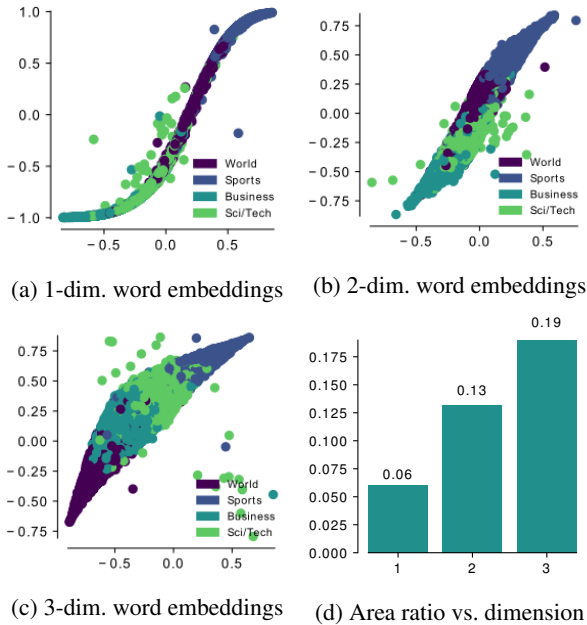 1.0
0.5
0.0
−0.5
−1.0
−0.5 0.0 0.5
World
Sports
Business
Sci/Tech
(a) 1-dim. word embeddings
0.75
0.50
0.25
0.00
−0.25
−0.50
−0.75
−0.5 0.0 0.5
World
Sports
Business
Sci/Tech
(b) 2-dim. word embeddings
0.75
0.50
0.25
0.00
−0.25
−0.50
−0.75
−0.5 0.0 0.5
World
Sports
Business
Sci/Tech
(c) 3-dim. word embeddings
0.19
0.175
0.150
0.125
0.100
0.075
0.050
0.025
0.000
0.13
0.06
1 2 3
(d) Area ratio vs. dimension